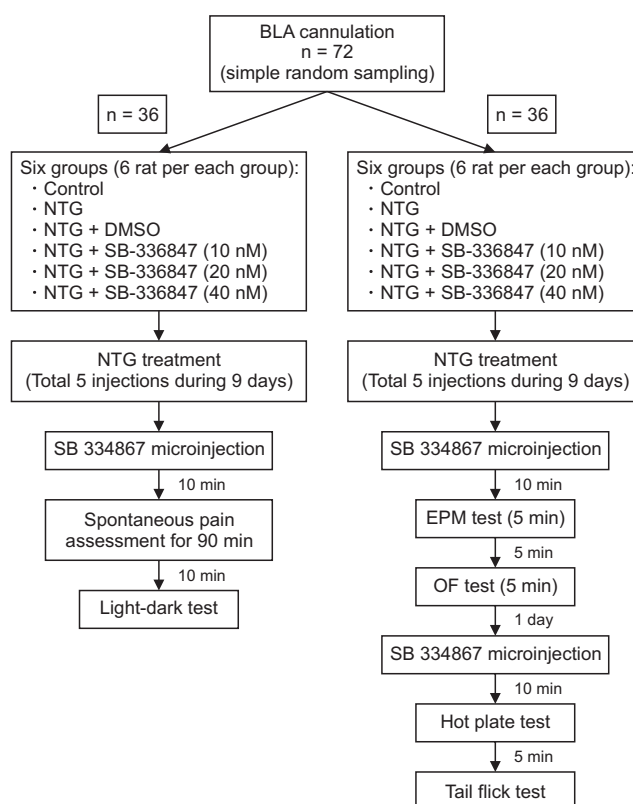 BLA cannulation
n = 72
(simple random sampling)
n = 36
n = 36
Six groups (6 rat per each group):
· Control
· NTG
· NTG + DMSO
· NTG + SB-336847 (10 nM)
· NTG + SB-336847 (20 nM)
· NTG + SB-336847 (40 nM)
NTG treatment
(Total 5 injections during 9 days)
SB 334867 microinjection
10 min
Spontaneous pain
assessment for 90 min
10 min
Light-dark test
Six groups (6 rat per each group):
· Control
· NTG
· NTG + DMSO
· NTG + SB-336847 (10 nM)
· NTG + SB-336847 (20 nM)
· NTG + SB-336847 (40 nM)
NTG treatment
(Total 5 injections during 9 days)
SB 334867 microinjection
10 min
EPM test (5 min)
5 min
OF test (5 min)
1 day
SB 334867 microinjection
10 min
Hot plate test
5 min
Tail flick test